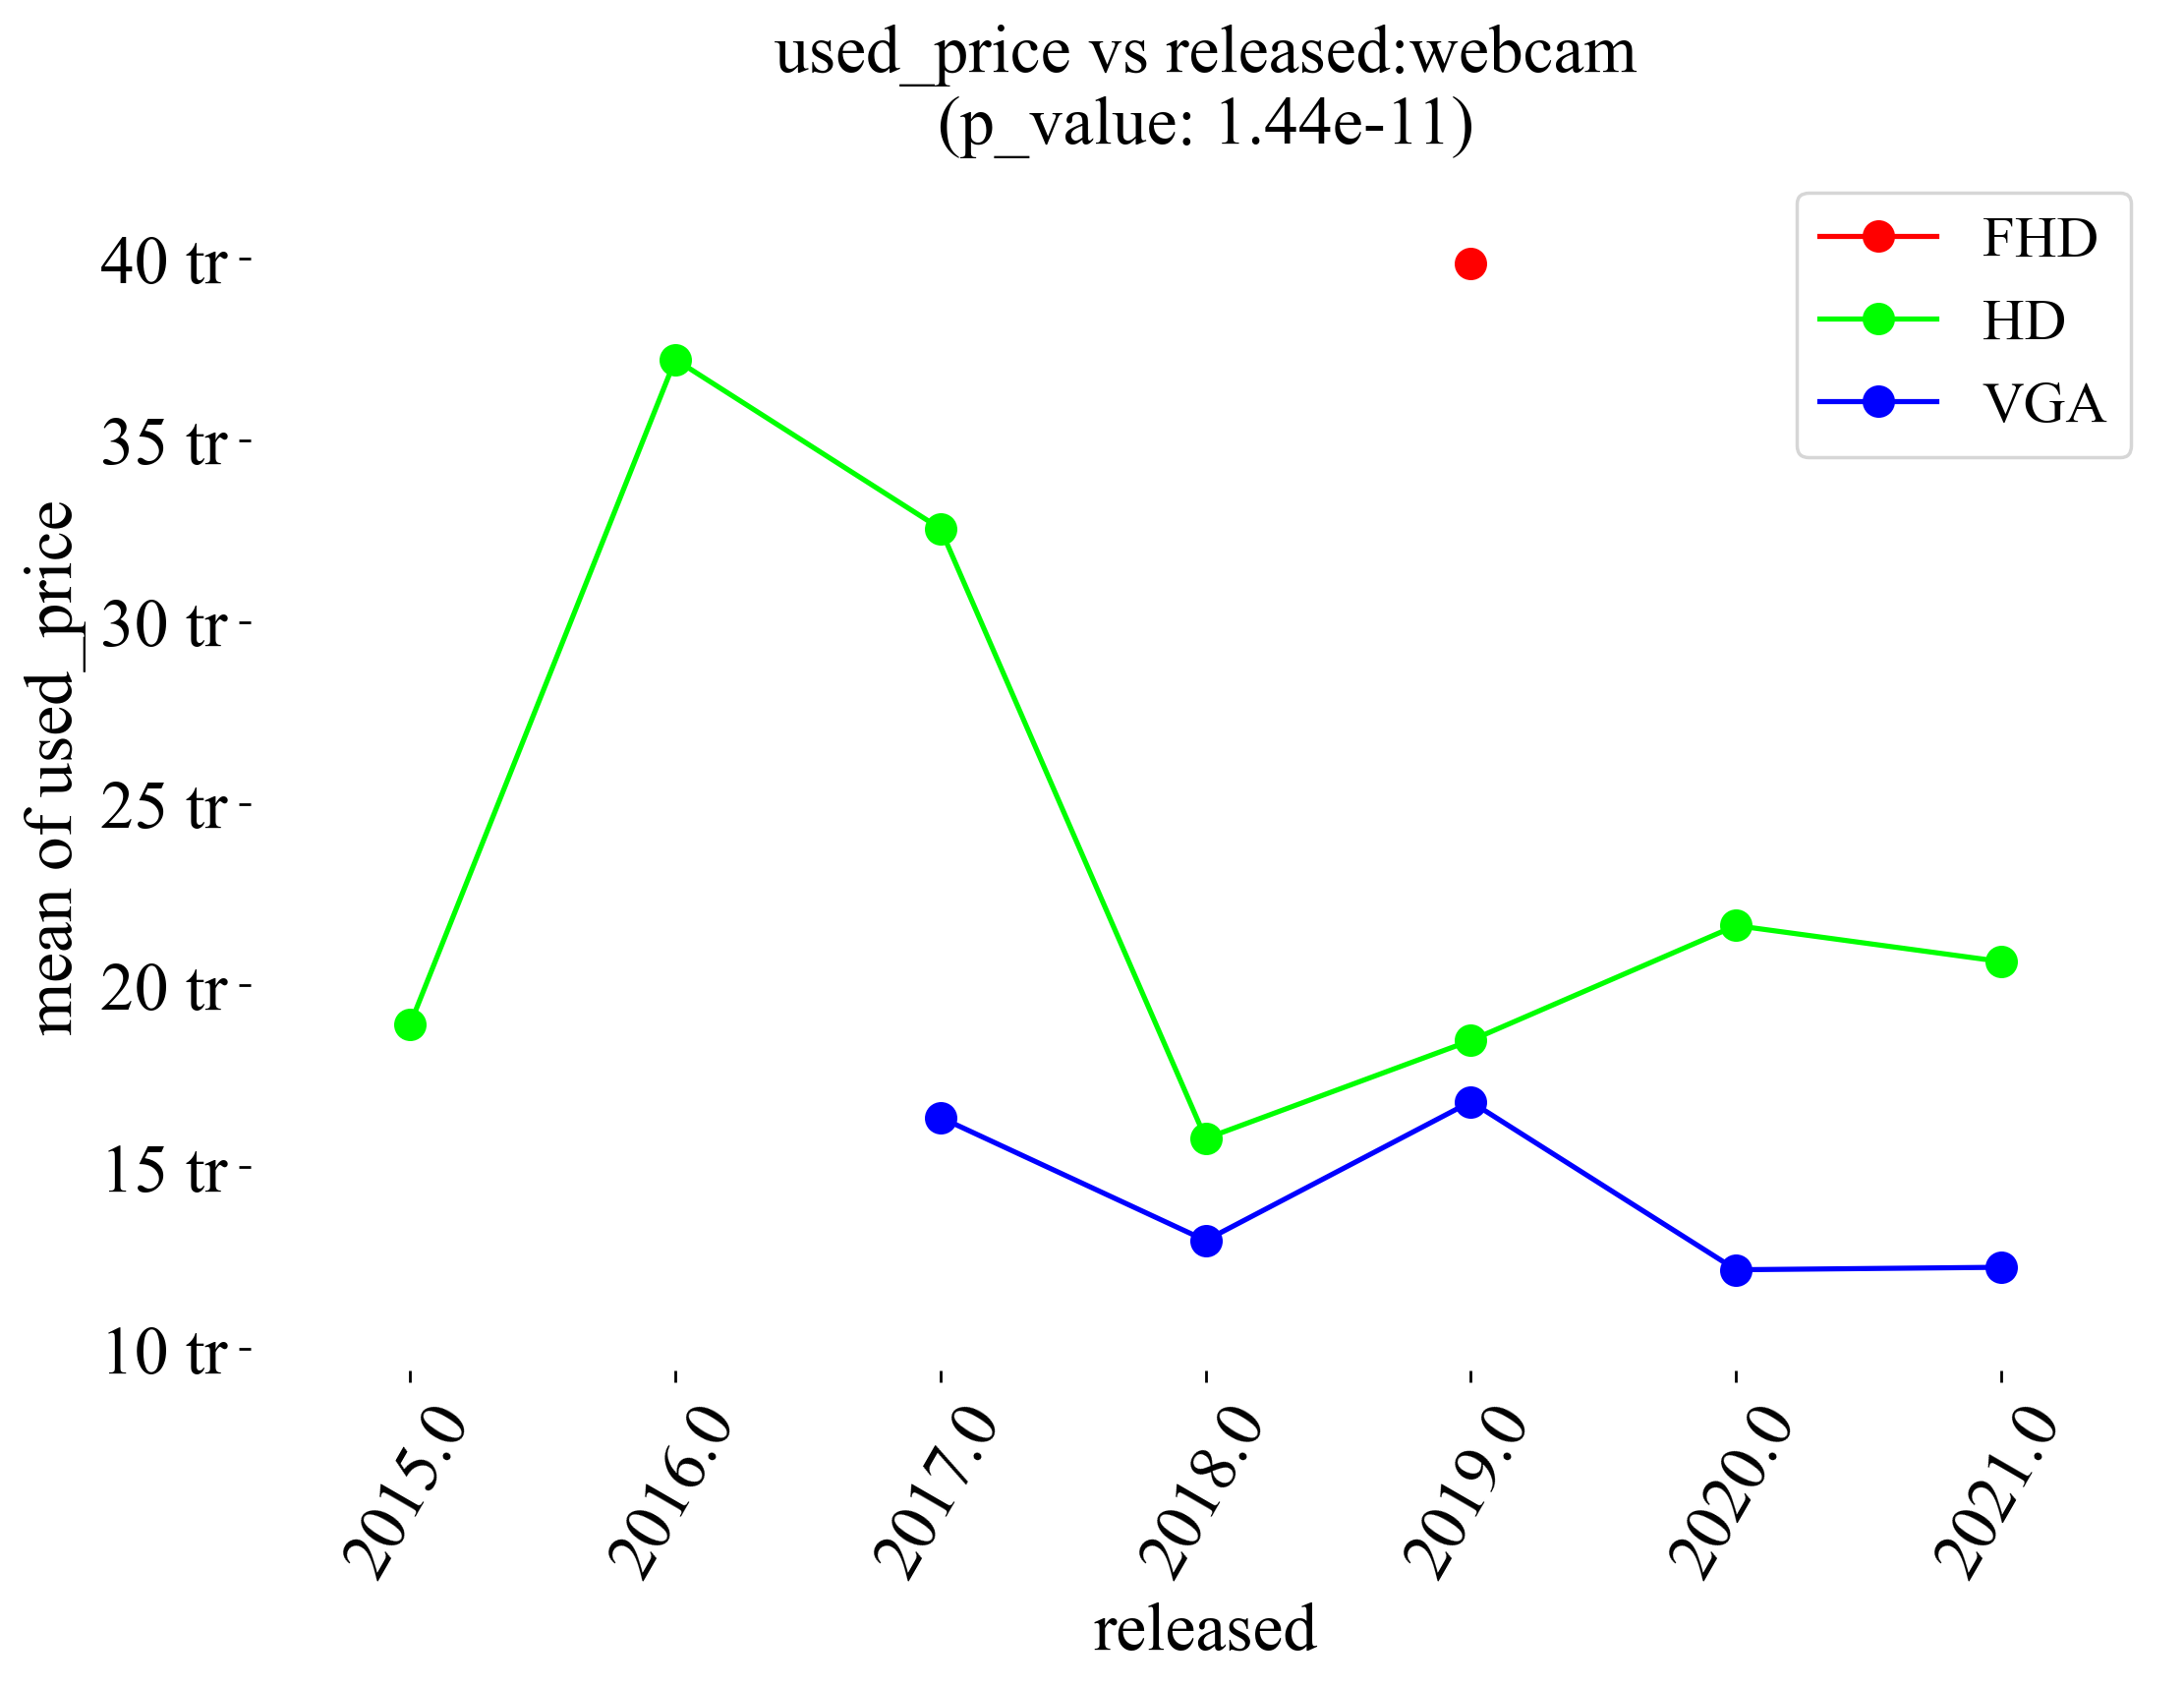 used_price vs released:webcam
(p_value: 1.44e-11)
FHD
HD
VGA
mean of used_price
40 tr
35 tr
30 tr
25 tr
20 tr
15 tr
10 tr
2015.0
2016.0
2017.0
2018.0
2019.0
2020.0
2021.0
released